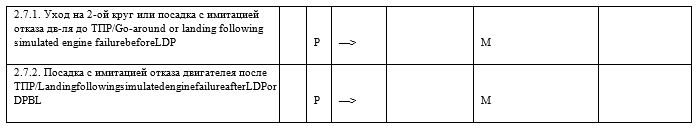 2.7.1. Уход на 2-ой круг или посадка с имитацией
отказа дв-ля до ТПР/Go-around or landing following
simulated engine failurebeforeLDP
P —> M
2.7.2. Посадка с имитацией отказа двигателя после
ТПР/LandingfollowingsimulatedenginefailureafterLDPor
DPBL
P —> M